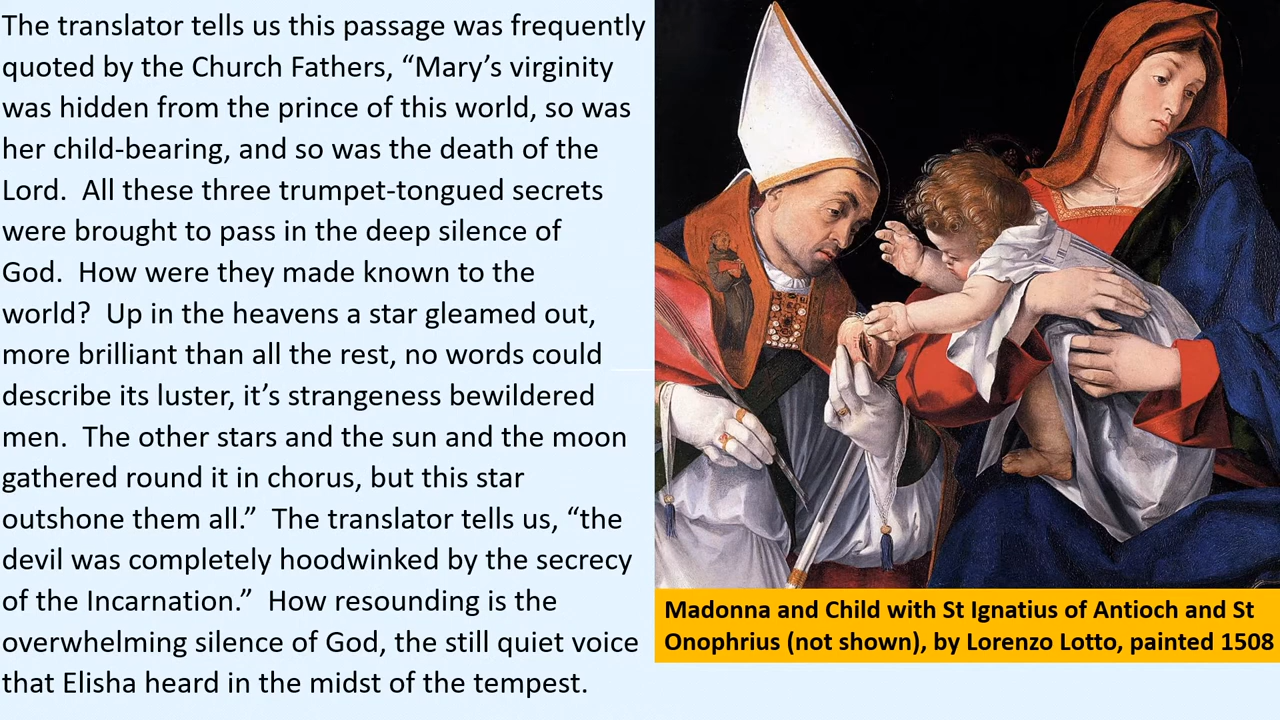 The translator tells us this passage was frequently
quoted by the Church Fathers, “Mary’s virginity
was hidden from the prince of this world, so was
her child-bearing, and so was the death of the
Lord.  All these three trumpet-tongued secrets
were brought to pass in the deep silence of
God.  How were they made known to the
world?  Up in the heavens a star gleamed out,
more brilliant than all the rest, no words could
describe its luster, it’s strangeness bewildered
men.  The other stars and the sun and the moon
gathered round it in chorus, but this star
outshone them all.”  The translator tells us, “the
devil was completely hoodwinked by the secrecy
of the Incarnation.”  How resounding is the
overwhelming silence of God, the still quiet voice
that Elisha heard in the midst of the tempest.
Madonna and Child with St Ignatius of Antioch and St
Onophrius (not shown), by Lorenzo Lotto, painted 1508